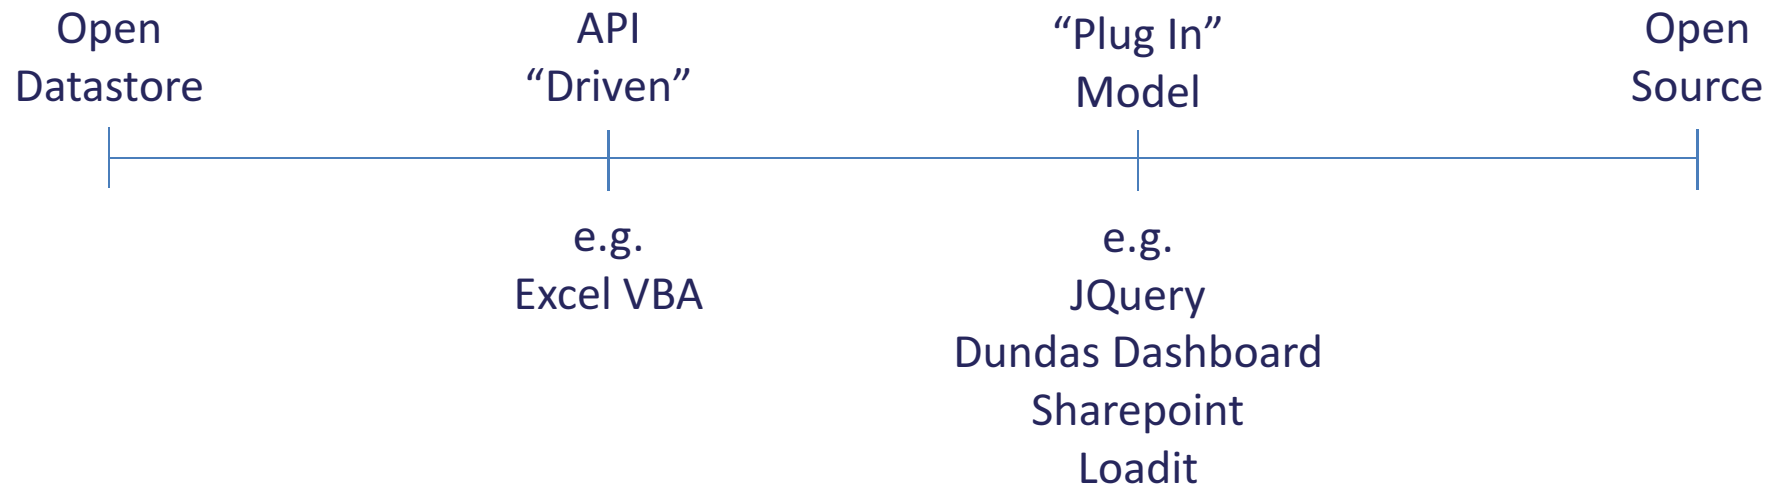 Open
Datastore
API
“Driven”
“Plug In”
Model
Open
Source
e.g.
Excel VBA
e.g.
JQuery
Dundas Dashboard
Sharepoint
Loadit